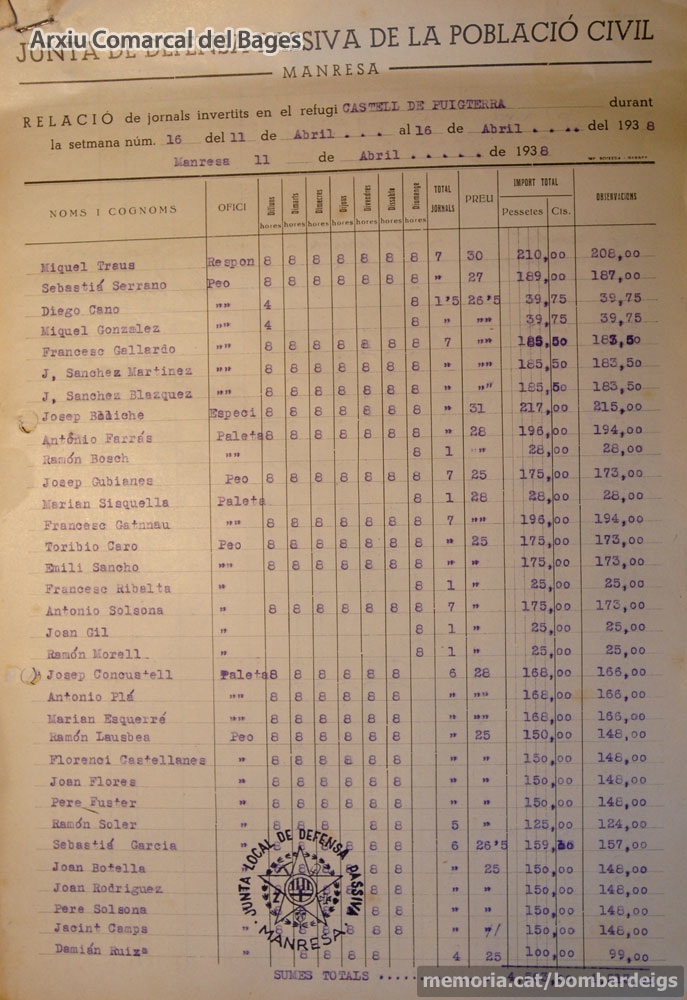 Arxiu Comarcal del Bages
JUNTA DE DEFENSA PASSIVA DE LA POBLACIÓ CIVIL
MANRESA
RELACIÓ de jornals invertits en el refugi CASTELL DE PUIGTERRA durant
la setmana núm. 16 del 11 de Abril . . . al 16 de Abril . . .. del 1938
Manresa 11 de Abril . . . . . de 1938
NOMS I COGNOMS OFICI Dilluns hores Dimarts hores Dimecres hores Dijous hores Divendres hores Dissabte hores Diumenge hores TOTAL JORNALS PREU IMPORT TOTAL Pessetes Cts. OBSERVACIONS
Miquel Traus Respon 8 8 8 8 8 8 8 7 30 210,00 208,00
Sebastiá Serrano Peo 8 8 8 8 8 8 8 " 27 189,00 187,00
Diego Cano "" 4 8 1'5 26'5 39,75 39,75
Miquel Gonzalez "" 4 8 " "" 39,75 39,75
Francesc Gallardo "" 8 8 8 8 8 8 8 7 "" 185,50 183,50
J, Sanchez Martinez "" 8 8 8 8 8 8 8 " "" 185,50 183,50
J, Sanchez Blazquez "" 8 8 8 8 8 8 8 " "" 185,50 183,50
Josep Boliche Especi 8 8 8 8 8 8 8 " 31 217,00 215,00
António Farrás Paleta 8 8 8 8 8 8 8 " 28 196,00 194,00
Ramón Bosch "" 8 1 " 28,00 28,00
Josep Gubianes Peo 8 8 8 8 8 8 8 7 25 175,00 173,00
Marian Sisquella Paleta 8 1 28 28,00 28,00
Francesc Gatnnau "" 8 8 8 8 8 8 8 7 "" 196,00 194,00
Toribio Caro Peo 8 8 8 8 8 8 8 " 25 175,00 173,00
Emili Sancho "" 8 8 8 8 8 8 8 " " 175,00 173,00
Francesc Ribalta " 8 1 " 25,00 25,00
Antonio Solsona " 8 8 8 8 8 8 8 7 " 175,00 173,00
Joan Gil " 8 1 " 25,00 25,00
Ramón Morell " 8 1 " 25,00 25,00
Josep Concustell Paleta 8 8 8 8 8 8 6 28 168,00 166,00
Antonio Plá "" 8 8 8 8 8 8 " "" 168,00 166,00
Marian Esquerré "" 8 8 8 8 8 8 " "" 168,00 166,00
Ramón Lausbea Peo 8 8 8 8 8 8 " 25 150,00 148,00
Florenci Castellanes " 8 8 8 8 8 8 " " 150,00 148,00
Joan Flores " 8 8 8 8 8 8 " " 150,00 148,00
Pere Fuster " 8 8 8 8 8 8 " " 150,00 148,00
Ramón Soler " 8 8 8 8 8 5 " 125,00 124,00
Sebastiá Garcia " 8 8 6 26'5 159, 157,00
Joan Botella " 8 8 " 25 150,00 148,00
Joan Rodriguez " 8 8 " " 150,00 148,00
Pere Solsona " 8 8 " " 150,00 148,00
Jacint Camps " 8 8 8 " " 150,00 148,00
Damián Ruiz " 8 8 8 8 4 25 100,00 99,00
JUNTA LOCAL DE DEFENSA PASSIVA
· MANRESA ·
SUMES TOTALS . . . . .
memoria.cat/bombardeigs